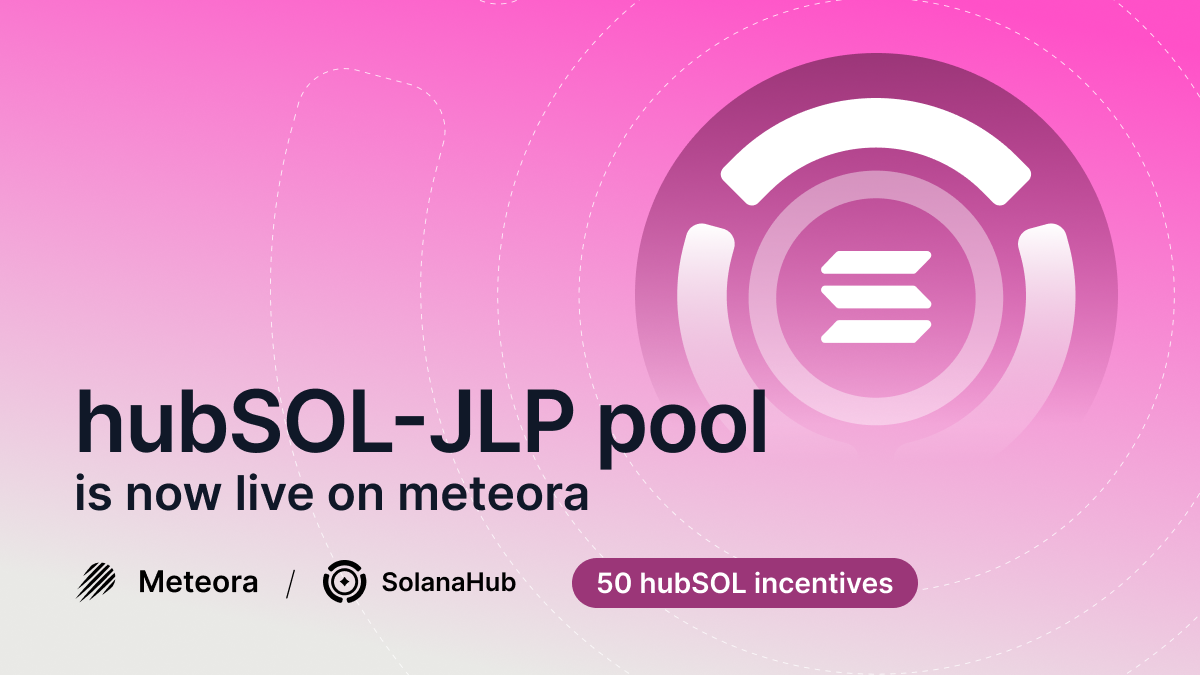 hubSOL-JLP pool
is now live on meteora
Meteora / SolanaHub
50 hubSOL incentives